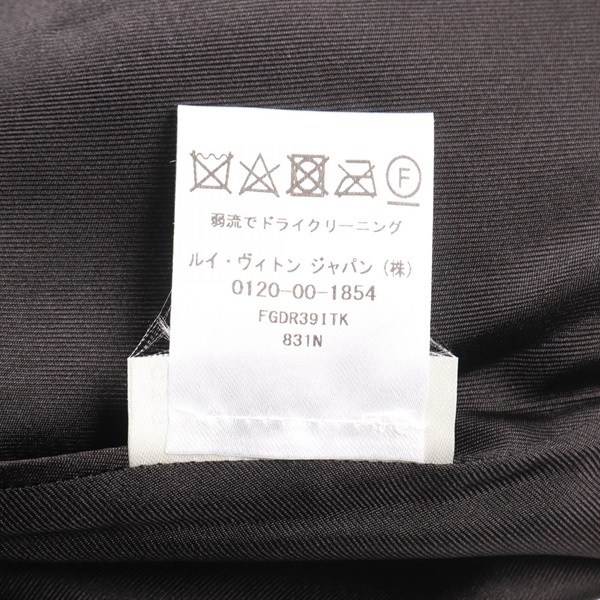 F
弱流でドライクリーニング
ルイ・ヴィトン ジャパン (株)
0120-00-1854
FGDR39ITK
831N